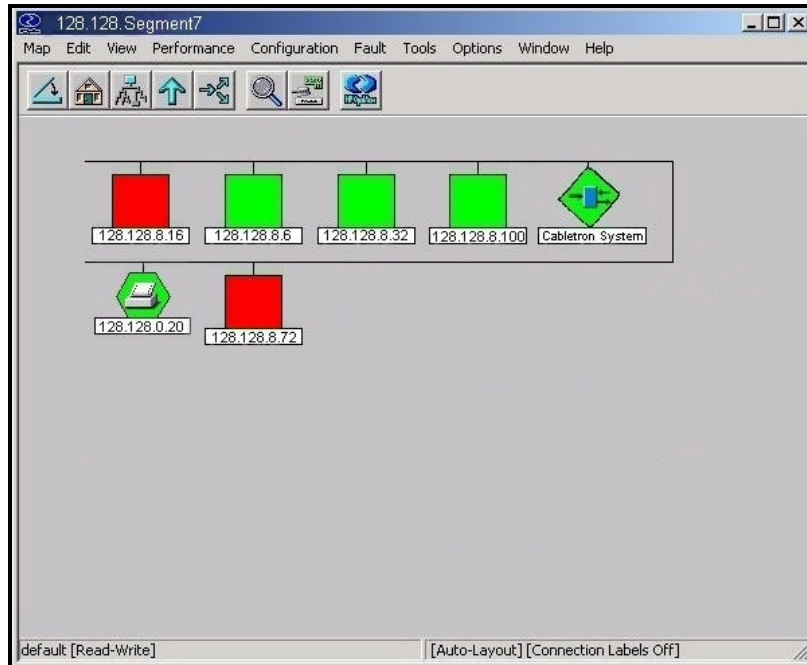 128.128.Segment7
Map Edit View Performance Configuration Fault Tools Options Window Help
128.128.8.16 128.128.8.6 128.128.8.32 128.128.8.100 Cabletron System
128.128.0.20 128.128.8.72
default [Read-Write] [Auto-Layout] [Connection Labels Off]